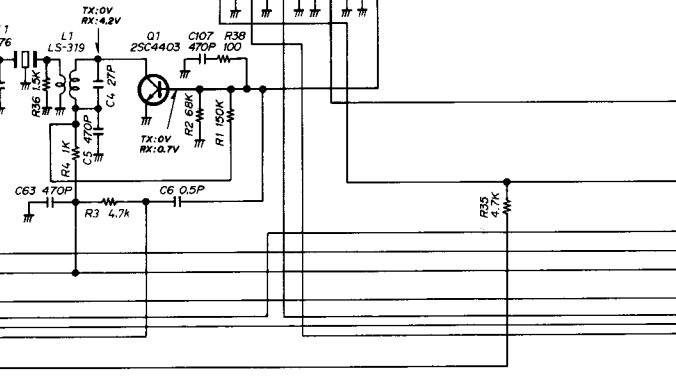 TX:0V
RX:4.2V
1
76
L1
LS-319
Q1
2SC4403
C107
470P
R38
100
R36 1.5K
C4 27P
R2 68K
R1 150K
TX:0V
RX:0.7V
C5 470P
R4 1K
C63 470P
R3 4.7k
C6 0.5P
R35
4.7K